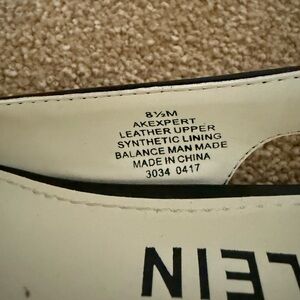 8½M
AKEXPERT
LEATHER UPPER
SYNTHETIC LINING
BALANCE MAN MADE
MADE IN CHINA
3034 0417
LEIN